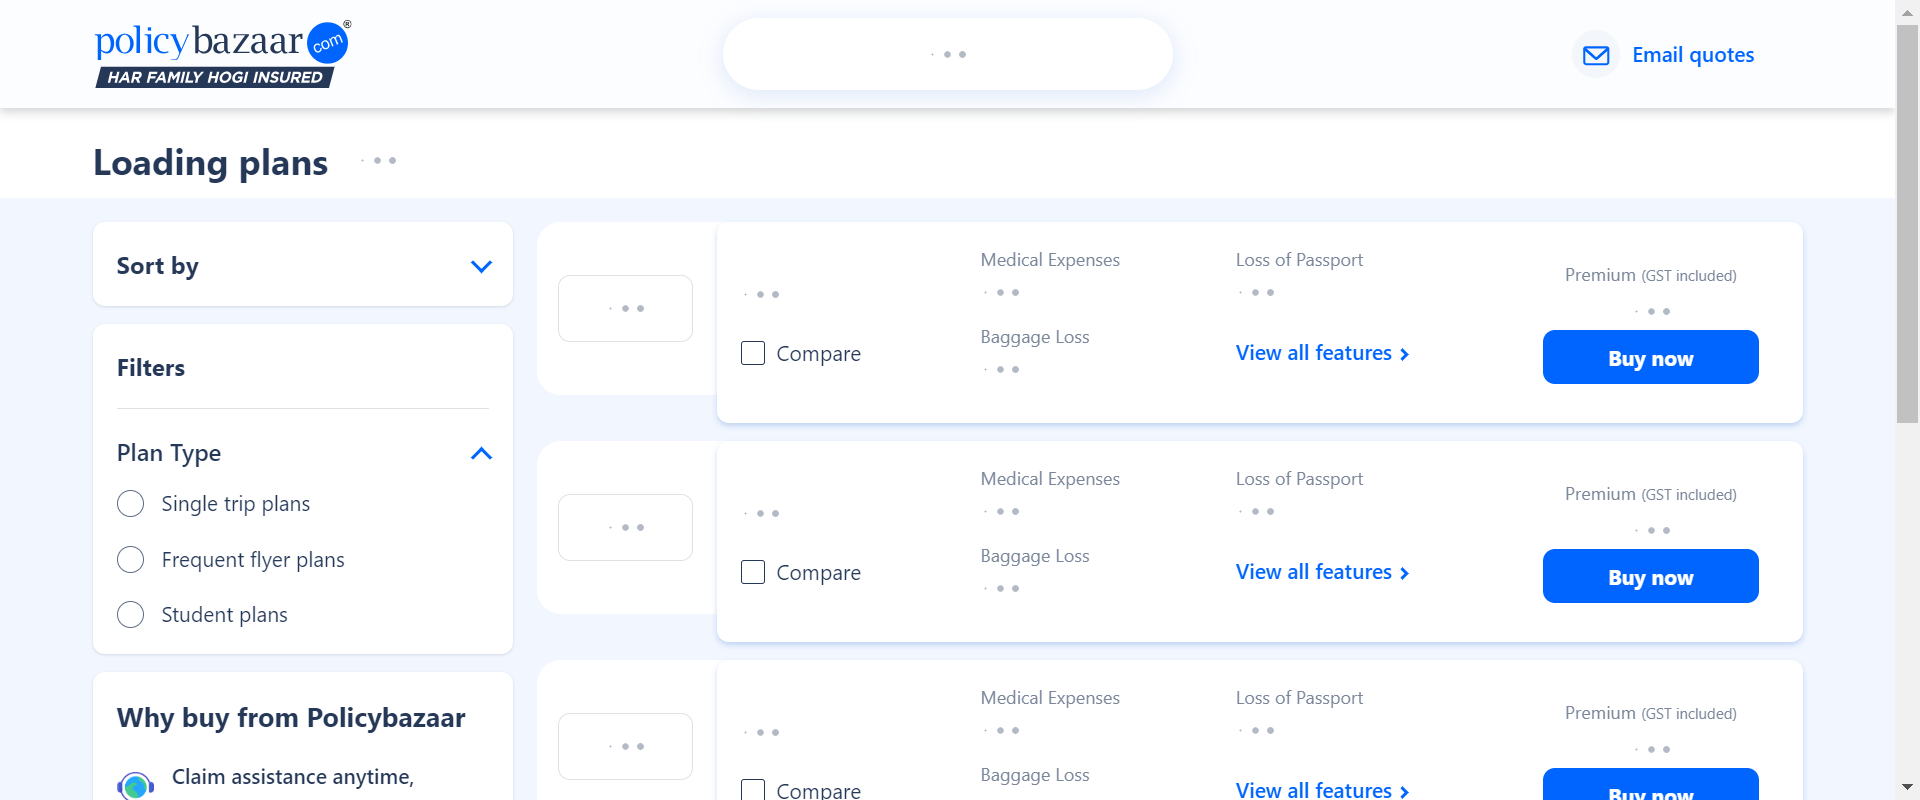 policybazaar com ®
HAR FAMILY HOGI INSURED
Email quotes
Loading plans
Sort by
Filters
Plan Type
Single trip plans
Frequent flyer plans
Student plans
Why buy from Policybazaar
Claim assistance anytime,
Medical Expenses
Loss of Passport
Premium (GST included)
Baggage Loss
Compare
View all features
Buy now
Medical Expenses
Loss of Passport
Premium (GST included)
Baggage Loss
Compare
View all features
Buy now
Medical Expenses
Loss of Passport
Premium (GST included)
Baggage Loss
Compare
View all features
Buy now